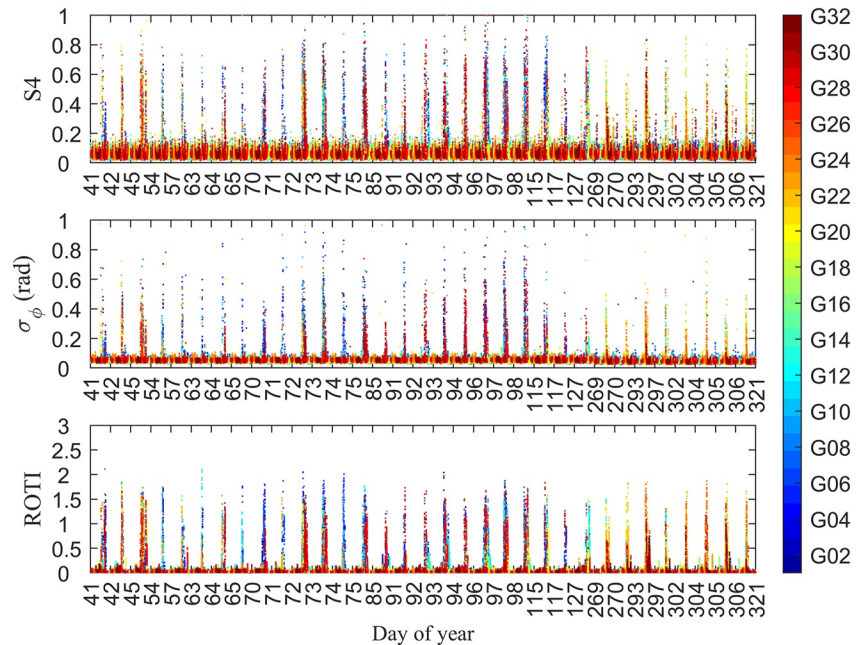 1
0.8
0.6
0.4
0.2
0
S4
41 42 45 54 57 63 64 65 70 71 72 73 74 75 85 91 92 93 94 96 97 98 115 117 127 269 270 293 297 302 304 305 306 321
1
0.8
0.6
0.4
0.2
0
σϕ (rad)
41 42 45 54 57 63 64 65 70 71 72 73 74 75 85 91 92 93 94 96 97 98 115 117 127 269 270 293 297 302 304 305 306 321
3
2.5
2
1.5
1
0.5
0
ROTI
41 42 45 54 57 63 64 65 70 71 72 73 74 75 85 91 92 93 94 96 97 98 115 117 127 269 270 293 297 302 304 305 306 321
Day of year
G32
G30
G28
G26
G24
G22
G20
G18
G16
G14
G12
G10
G08
G06
G04
G02